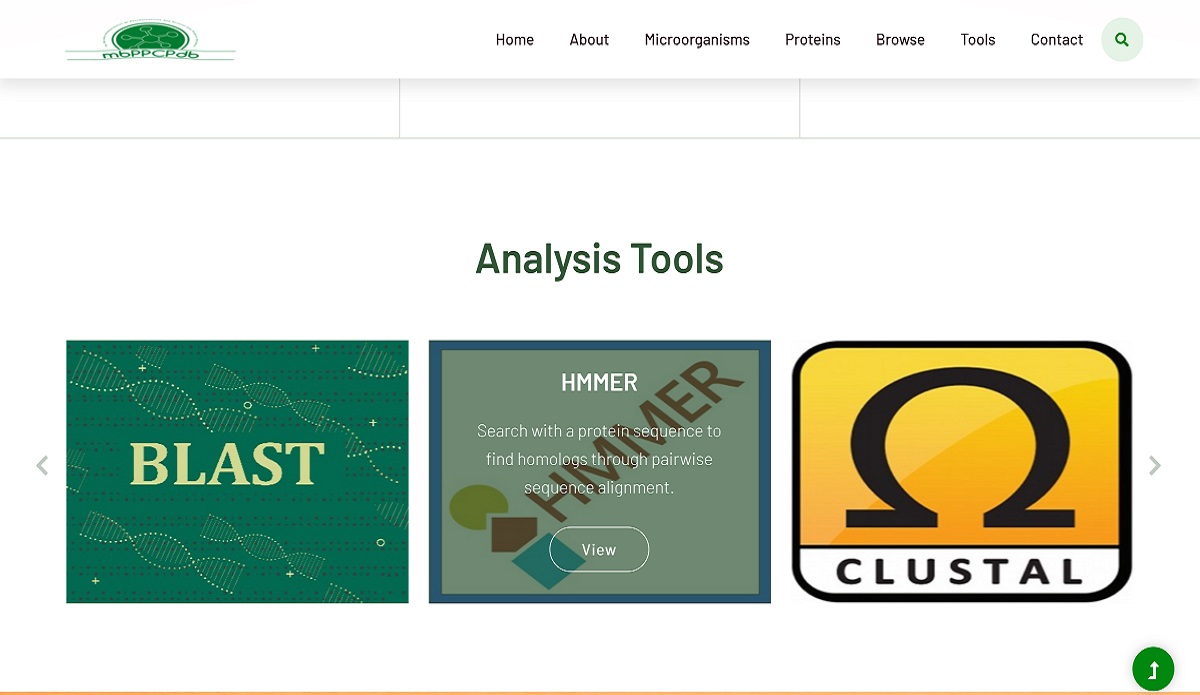 mbPPCPdb
Home About Microorganisms Proteins Browse Tools Contact
Analysis Tools
BLAST
HMMER
HMMER
Search with a protein sequence to
find homologs through pairwise
sequence alignment.
View
Ω
CLUSTAL